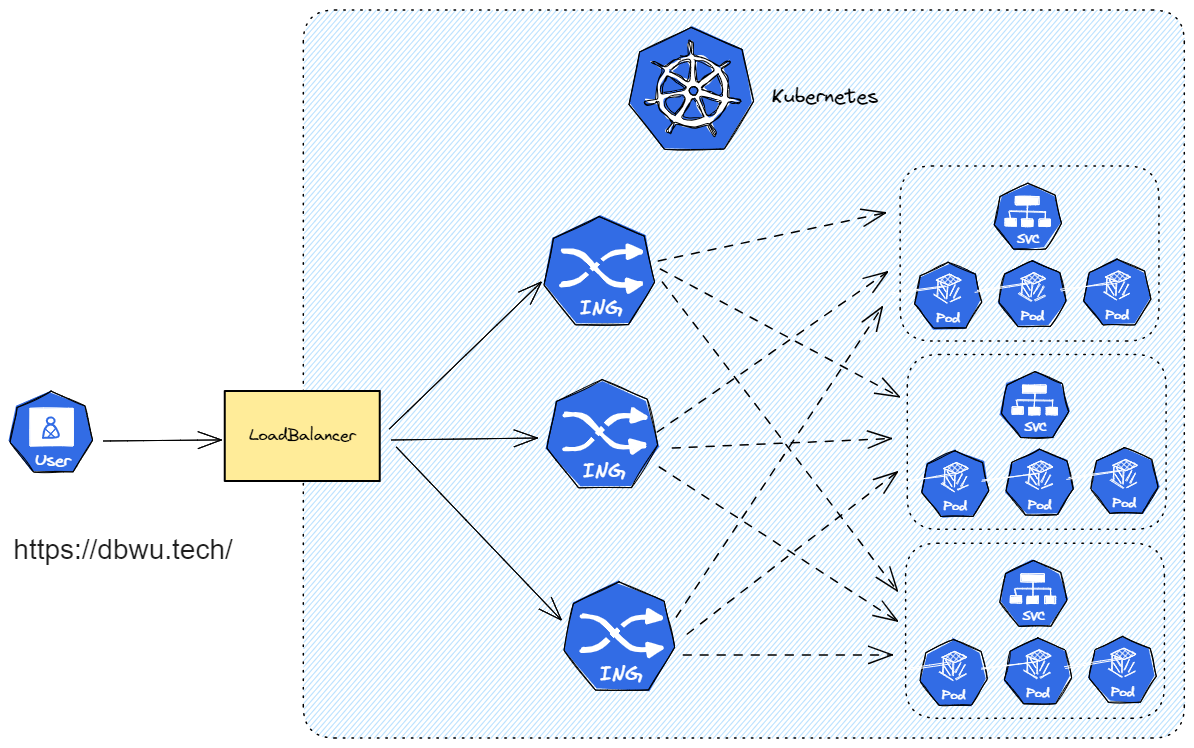 Kubernetes
SVC
ING
Pod
Pod
Pod
SVC
User
LoadBalancer
ING
Pod
Pod
Pod
https://dbwu.tech/
SVC
ING
Pod
Pod
Pod